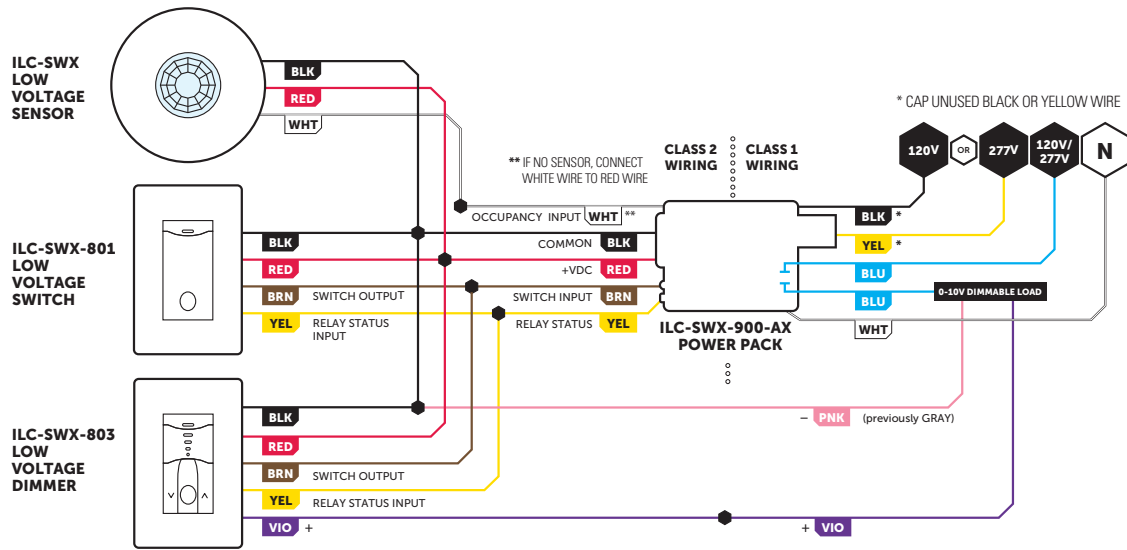 ILC-SWX
LOW
VOLTAGE
SENSOR
BLK
RED
WHT
* CAP UNUSED BLACK OR YELLOW WIRE
120V
OR
277V
120V/
277V
N
CLASS 2
WIRING
CLASS 1
WIRING
** IF NO SENSOR, CONNECT
WHITE WIRE TO RED WIRE
OCCUPANCY INPUT WHT **
BLK *
YEL *
BLU
BLU
0-10V DIMMABLE LOAD
WHT
ILC-SWX-801
LOW
VOLTAGE
SWITCH
BLK
RED
BRN SWITCH OUTPUT
YEL RELAY STATUS
INPUT
COMMON BLK
+VDC RED
SWITCH INPUT BRN
RELAY STATUS YEL
ILC-SWX-900-AX
POWER PACK
ILC-SWX-803
LOW
VOLTAGE
DIMMER
BLK
RED
BRN SWITCH OUTPUT
YEL RELAY STATUS INPUT
VIO +
– PNK (previously GRAY)
+ VIO